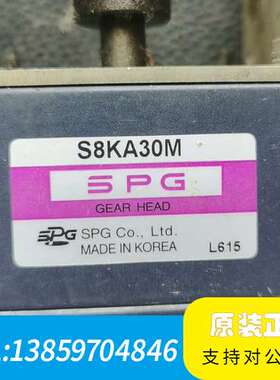 S8KA30M
SPG
GEAR HEAD
SPG SPG Co., Ltd.
MADE IN KOREA L615
原装正
:13859704846
支持对公